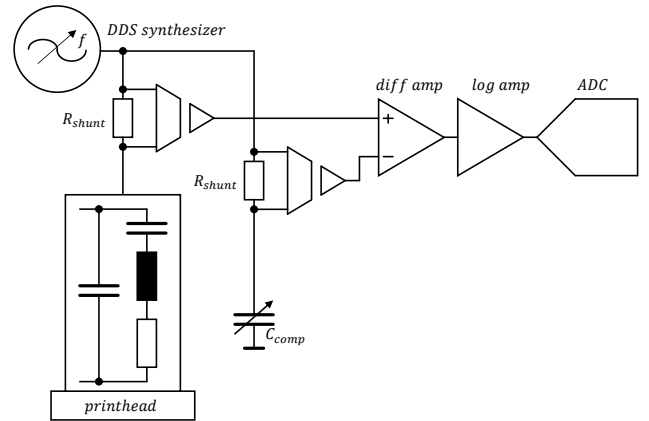 DDS synthesizer
f
diff amp
log amp
ADC
R_shunt
+
R_shunt
−
C_comp
printhead